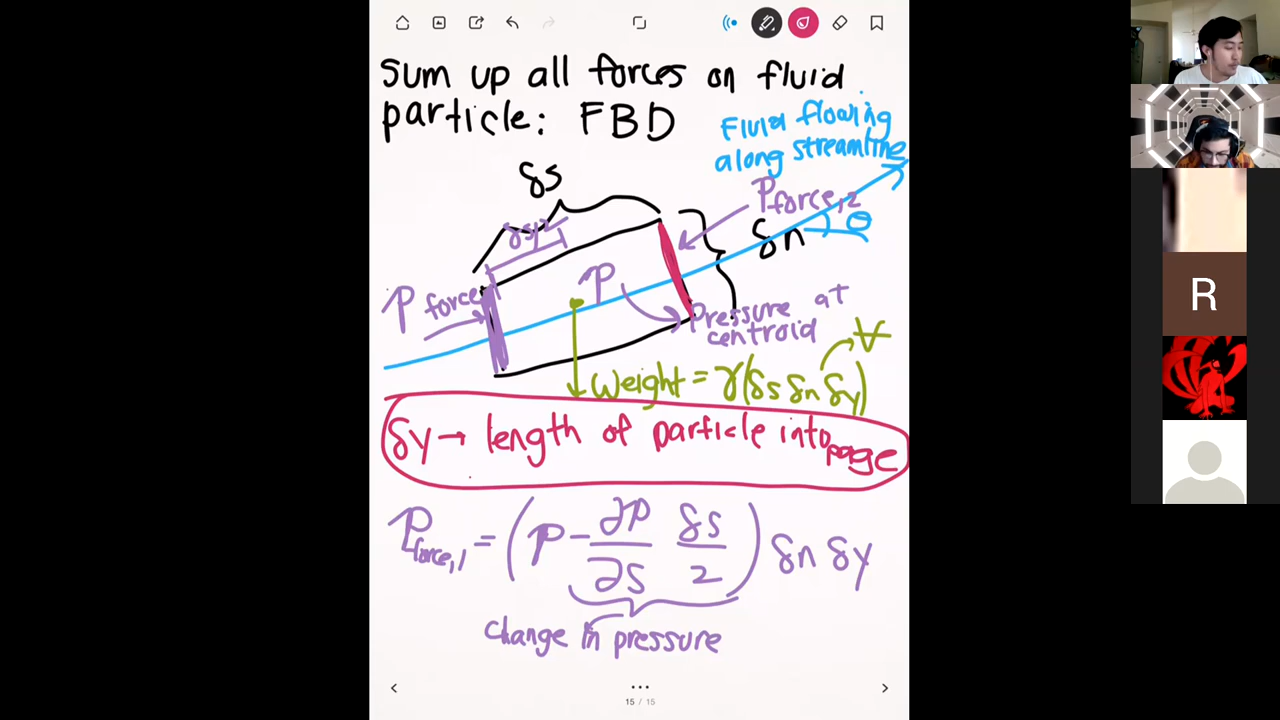 Sum up all forces on fluid
particle: FBD
Fluid flowing
along streamline
δs
P force,2
θ
δn
P force,
P
Pressure at
centroid
Weight = γ(δs δn δy)
V
δy → length of particle into page
P force,1 = (P - ∂P/∂s δs/2) δn δy
Change in pressure
15 / 15
R